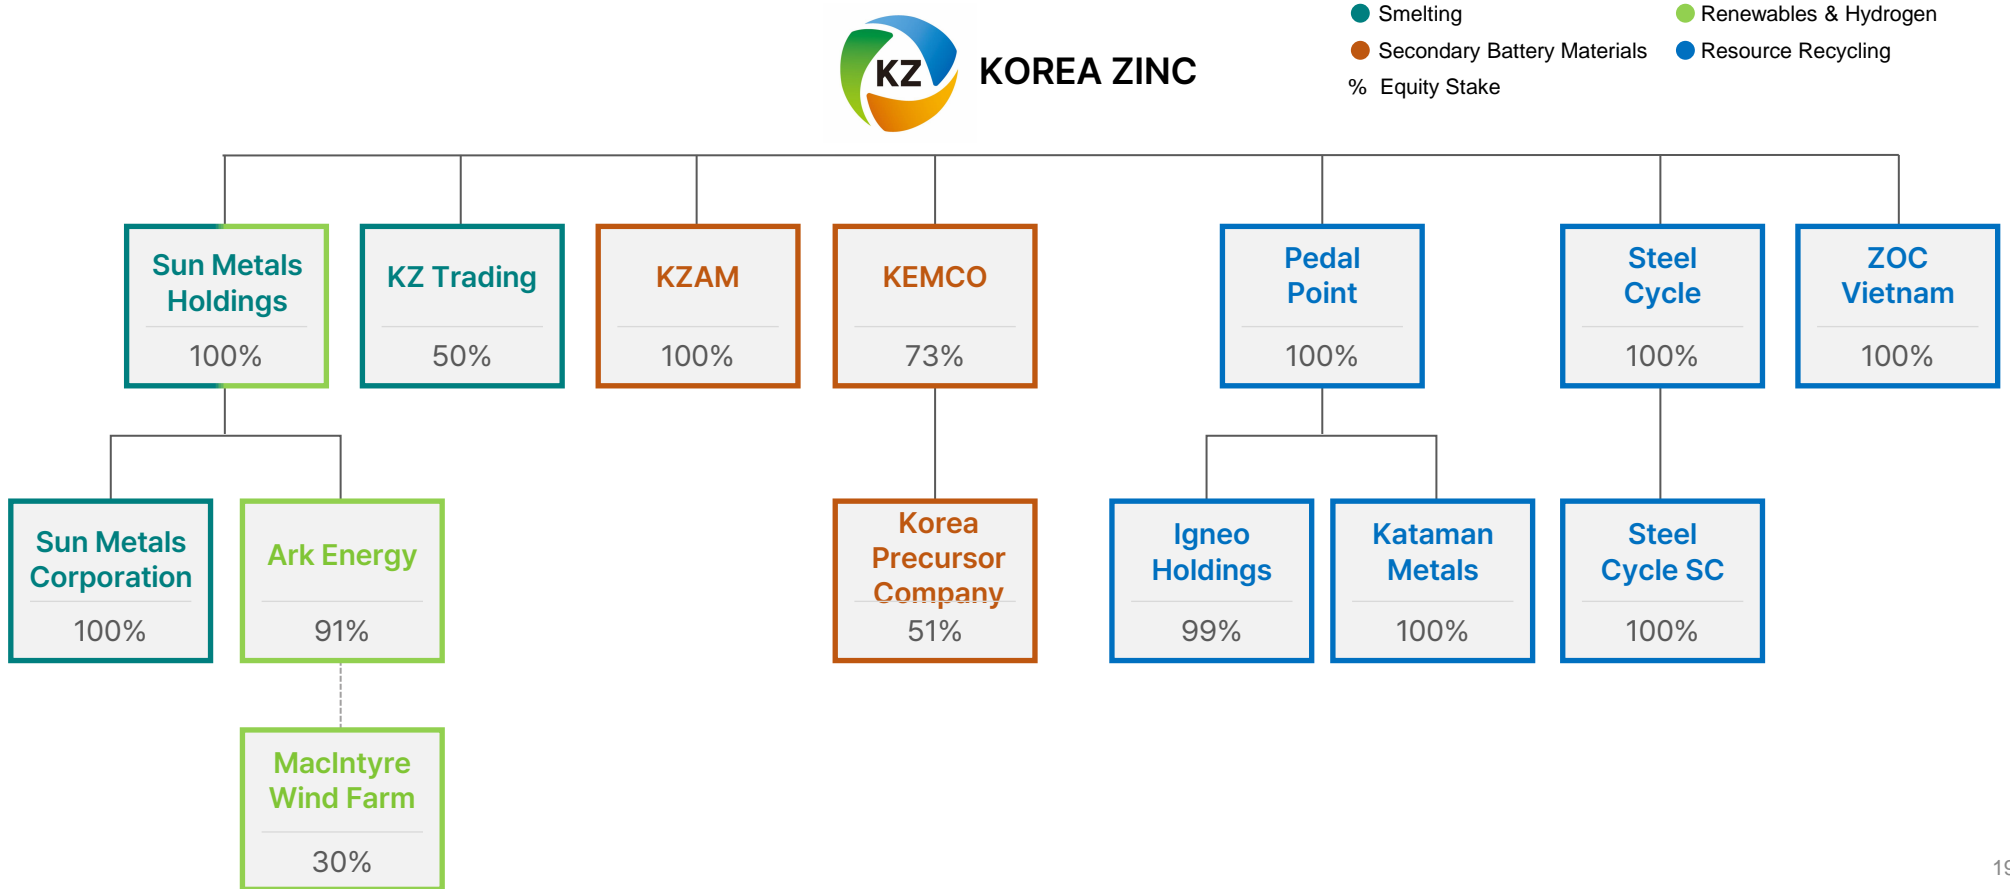 KZ
KOREA ZINC
Smelting
Renewables & Hydrogen
Secondary Battery Materials
Resource Recycling
% Equity Stake
Sun Metals
Holdings
100%
KZ Trading
50%
KZAM
100%
KEMCO
73%
Pedal
Point
100%
Steel
Cycle
100%
ZOC
Vietnam
100%
Sun Metals
Corporation
100%
Ark Energy
91%
Korea
Precursor
Company
51%
Igneo
Holdings
99%
Kataman
Metals
100%
Steel
Cycle SC
100%
MacIntyre
Wind Farm
30%
19